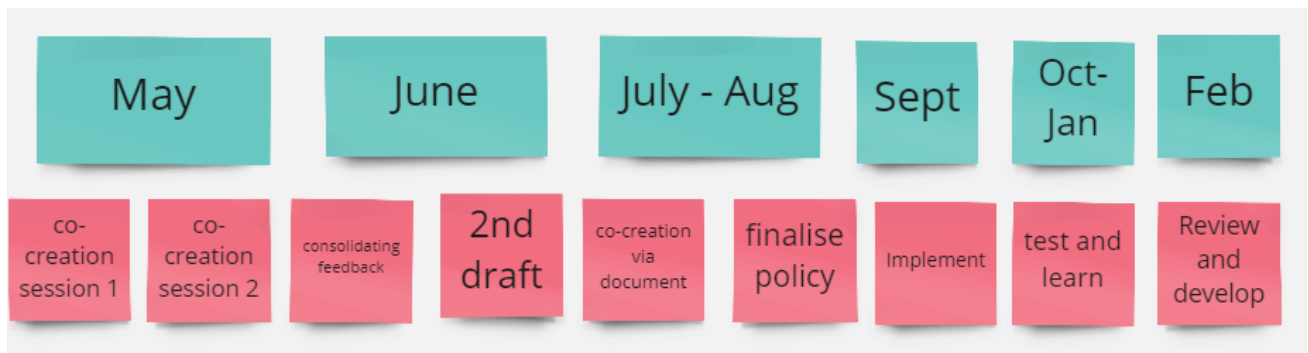 May
June
July - Aug
Sept
Oct-
Jan
Feb
co-
creation
session 1
co-
creation
session 2
consolidating
feedback
2nd
draft
co-creation
via
document
finalise
policy
Implement
test and
learn
Review
and
develop